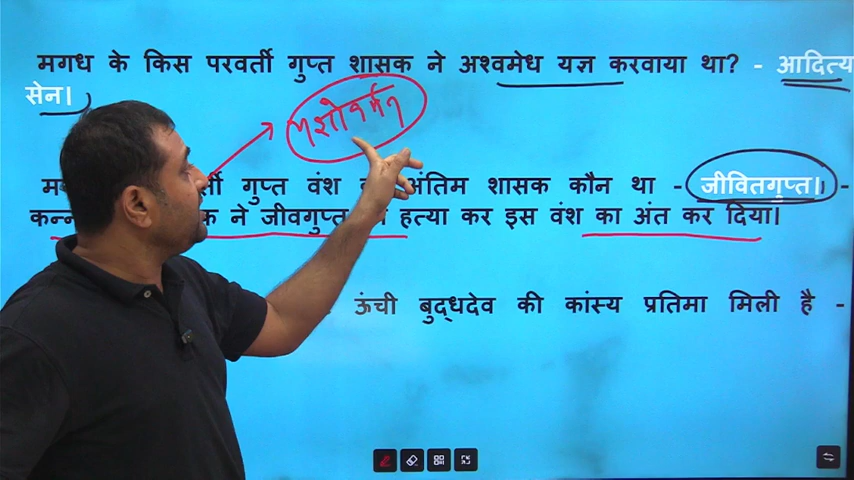 मगध के किस परवर्ती गुप्त शासक ने अश्वमेध यज्ञ करवाया था? - आदित्य
सेन।
यशोवर्मन
गुप्त वंश अंतिम शासक कौन था - जीवितगुप्त। -
ने जीवगुप्त हत्या कर इस वंश का अंत कर दिया।
ऊंची बुद्धदेव की कांस्य प्रतिमा मिली है -